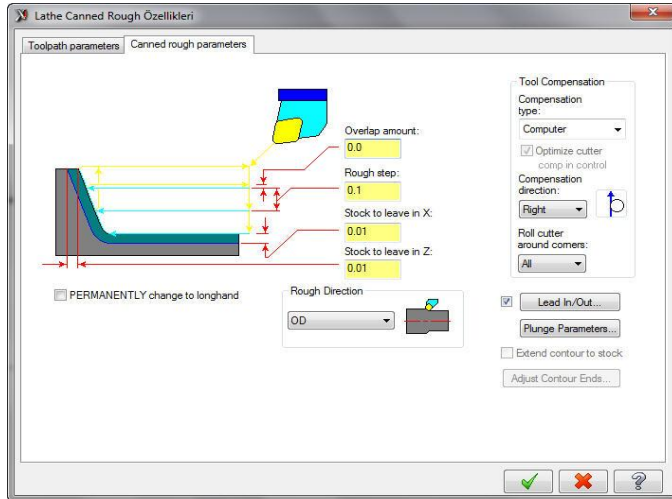 Lathe Canned Rough Özellikleri
Toolpath parameters
Canned rough parameters
Overlap amount:
0.0
Rough step:
0.1
Stock to leave in X:
0.01
Stock to leave in Z:
0.01
PERMANENTLY change to longhand
Rough Direction
OD
Tool Compensation
Compensation
type:
Computer
Optimize cutter
comp in control
Compensation
direction:
Right
Roll cutter
around corners:
All
Lead In/Out...
Plunge Parameters...
Extend contour to stock
Adjust Contour Ends...